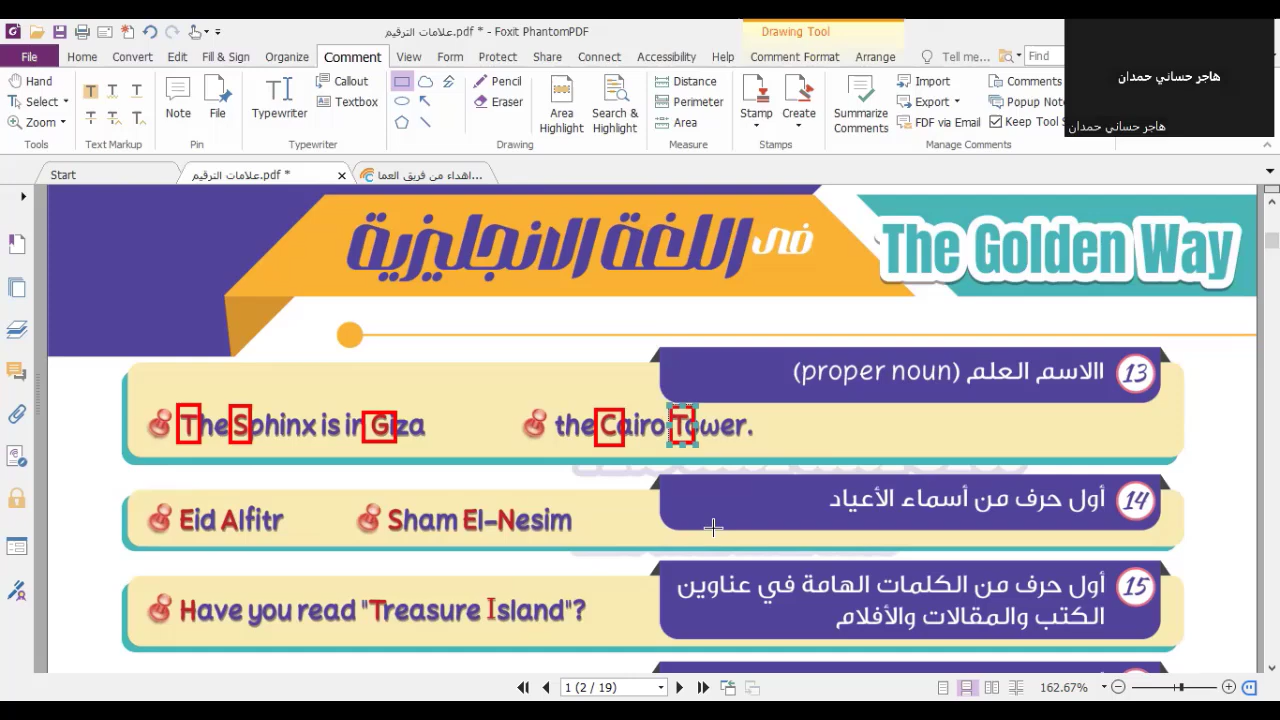 علامات الترقيم.pdf * - Foxit PhantomPDF
Drawing Tool
File Home Convert Edit Fill & Sign Organize Comment View Form Protect Share Connect Accessibility Help Comment Format Arrange Tell me... Find
Hand
Select
Zoom
Tools
Text Markup
Note
File
Pin
Typewriter
Callout
Textbox
Typewriter
Pencil
Eraser
Area Highlight
Search & Highlight
Drawing
Distance
Perimeter
Area
Measure
Stamp
Create
Stamps
Summarize Comments
Import
Export
FDF via Email
Comments
Popup Note
Keep Tool S
Manage Comments
هاجر حساني حمدان
هاجر حساني حمدان
Start
علامات الترقيم.pdf *
اهداء من فريق العما...
فى اللغة الانجليزية
The Golden Way
13 االاسم العلم (proper noun)
The Sphinx is in Giza
the Cairo Tower.
14 أول حرف من أسماء الأعياد
Eid Alfitr
Sham El-Nesim
15 أول حرف من الكلمات الهامة في عناوين
الكتب والمقالات والأفلام
Have you read "Treasure Island"?
1 (2 / 19)
162.67%